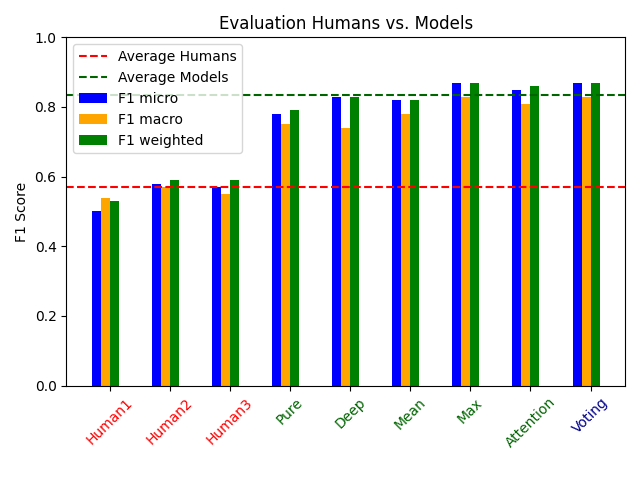 Evaluation Humans vs. Models
Average Humans
Average Models
F1 micro
F1 macro
F1 weighted
F1 Score
1.0
0.8
0.6
0.4
0.2
0.0
Human1
Human2
Human3
Pure
Deep
Mean
Max
Attention
Voting